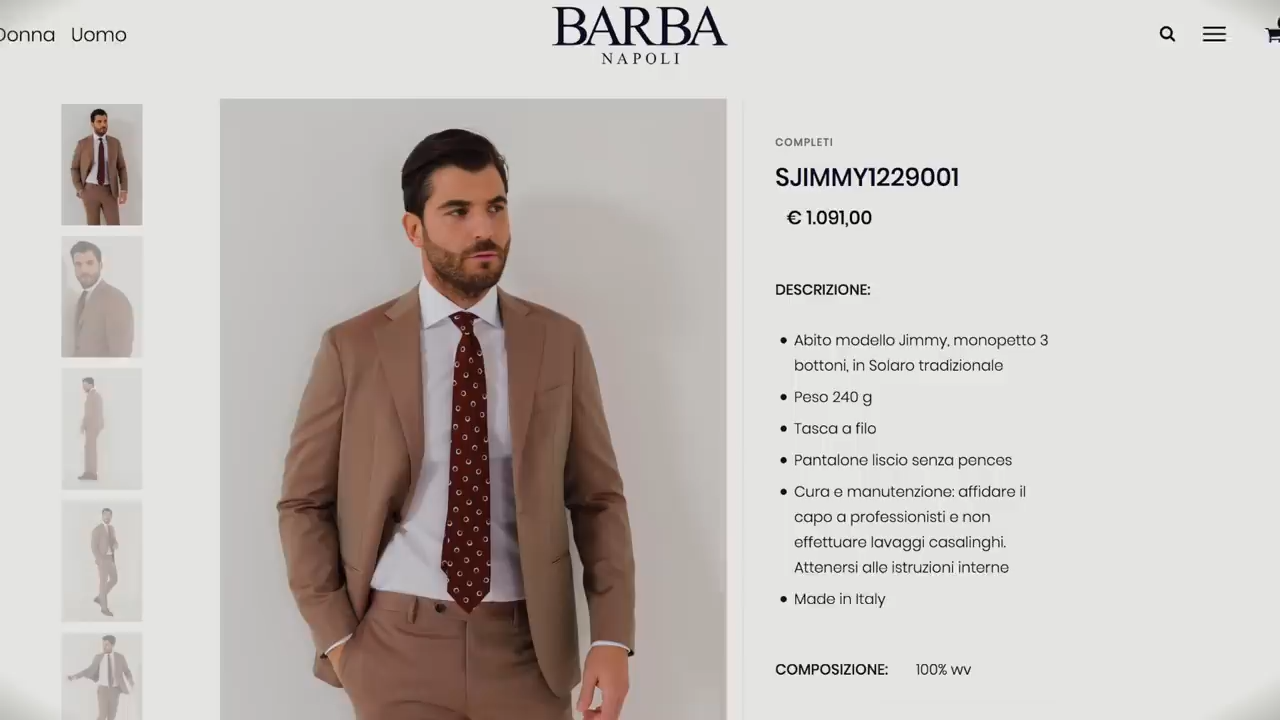 Donna Uomo
BARBA
NAPOLI
COMPLETI
SJIMMY1229001
€ 1.091,00
DESCRIZIONE:
• Abito modello Jimmy, monopetto 3
bottoni, in Solaro tradizionale
• Peso 240 g
• Tasca a filo
• Pantalone liscio senza pences
• Cura e manutenzione: affidare il
capo a professionisti e non
effettuare lavaggi casalinghi.
Attenersi alle istruzioni interne
• Made in Italy
COMPOSIZIONE: 100% wv